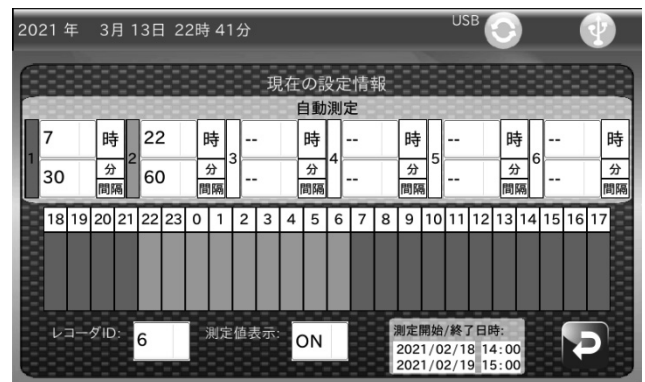 2021 年 3月 13日 22時 41分 USB
現在の設定情報
自動測定
1 7 時 30 分間隔
2 22 時 60 分間隔
3 -- 時 -- 分間隔
4 -- 時 -- 分間隔
5 -- 時 -- 分間隔
6 -- 時 -- 分間隔
18 19 20 21 22 23 0 1 2 3 4 5 6 7 8 9 10 11 12 13 14 15 16 17
レコーダID: 6 測定値表示: ON
測定開始/終了日時:
2021/02/18 14:00
2021/02/19 15:00